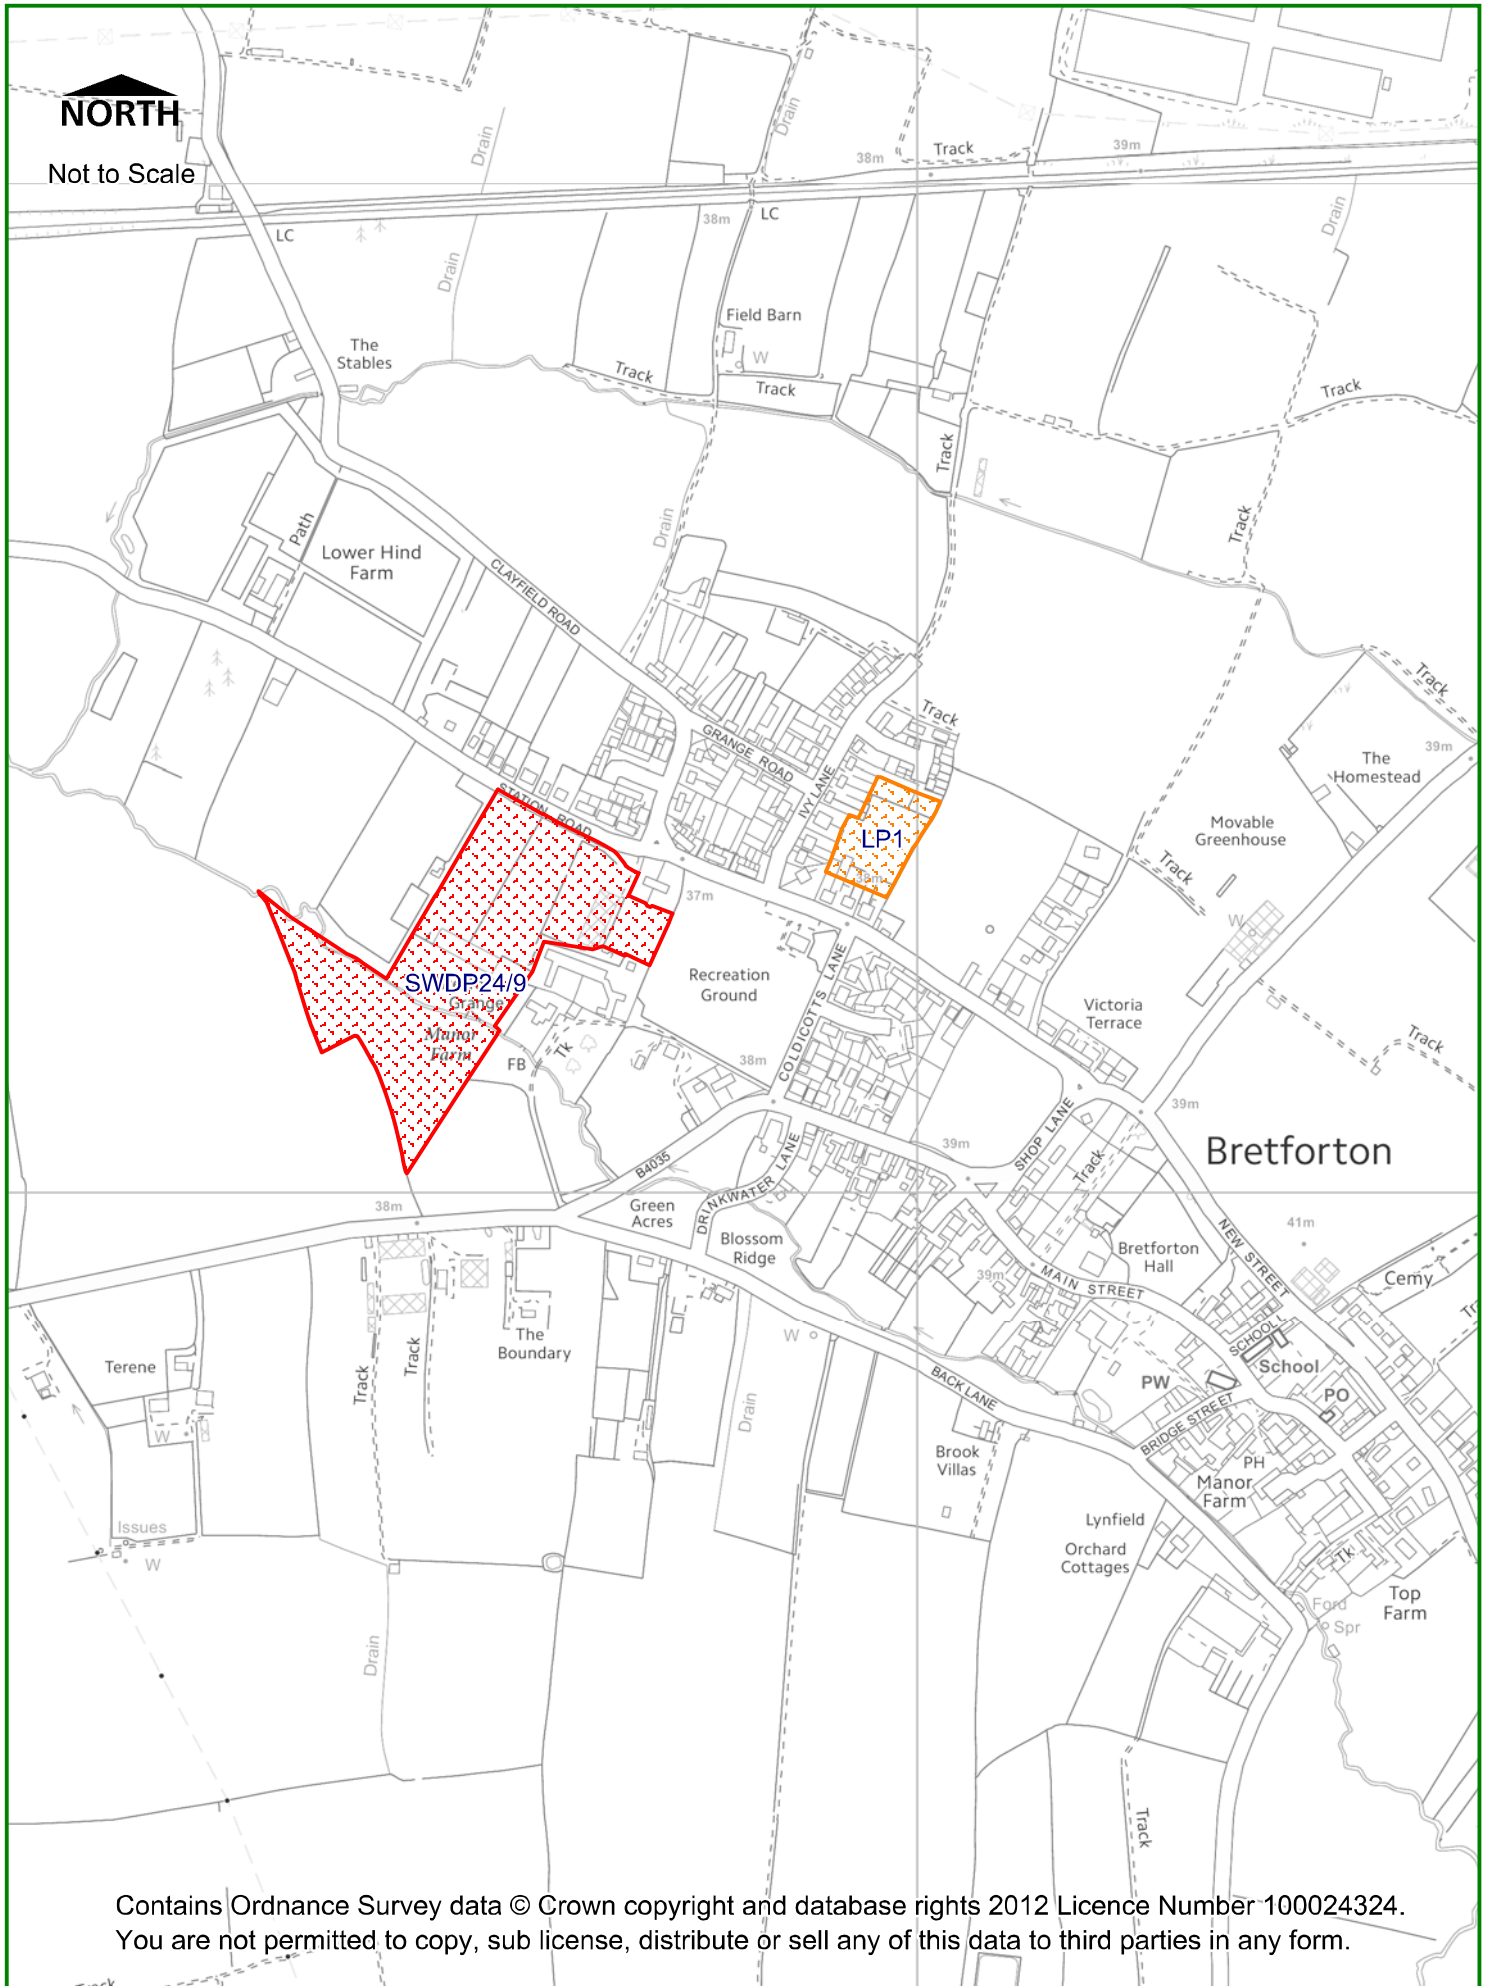 NORTH
Not to Scale
Drain
Drain
38m
Track
39m
LC
38m
LC
Drain
Drain
Field Barn
W
The
Stables
Track
Track
Track
Track
Path
Lower Hind
Farm
Drain
CLAYFIELD ROAD
Track
Track
Track
39m
The
Homestead
GRANGE ROAD
IVY LANE
STATION ROAD
LP1
38m
Movable
Greenhouse
Track
W
37m
Recreation
Ground
COLDICOTTS LANE
SWDP24/9
Grange
Manor
Farm
FB
Tk
38m
Victoria
Terrace
Track
39m
Bretforton
SHOP LANE
39m
Track
B4035
DRINKWATER LANE
38m
Green
Acres
Blossom
Ridge
NEW STREET
41m
Bretforton
Hall
Cemy
39m
MAIN STREET
SCHOOL L
School
The
Boundary
W
Terene
Track
Track
Drain
BACK LANE
PW
PO
BRIDGE STREET
W
Brook
Villas
PH
Manor
Farm
Lynfield
Orchard
Cottages
Issues
W
Tk
Top
Farm
Ford
Spr
Drain
Track
Contains Ordnance Survey data © Crown copyright and database rights 2012 Licence Number 100024324.
You are not permitted to copy, sub license, distribute or sell any of this data to third parties in any form.
Track